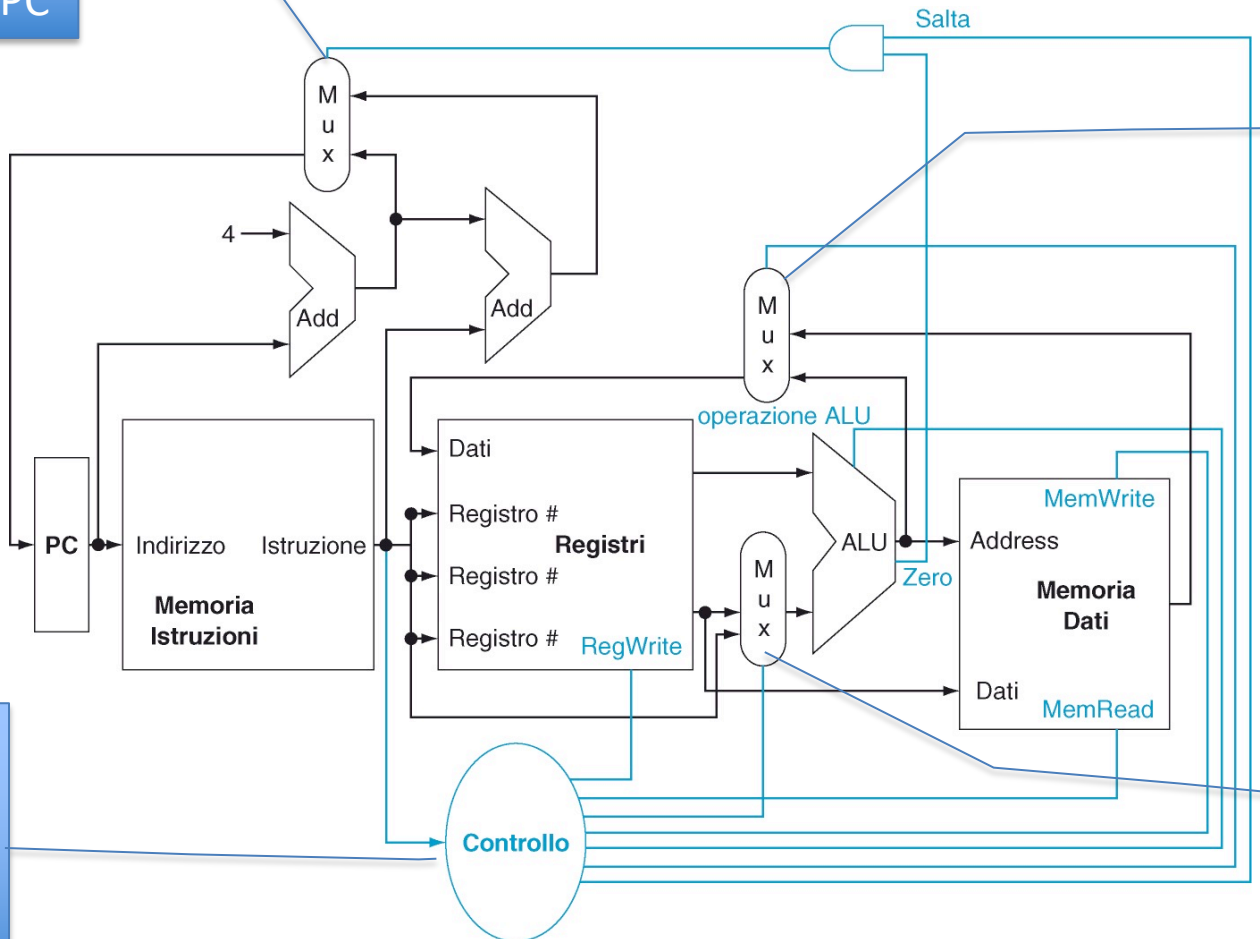 PC
Salta
M
u
x
4
Add
Add
M
u
x
operazione ALU
Dati
Registro #
Registro #
Registro #
Registri
RegWrite
PC
Indirizzo
Istruzione
Memoria
Istruzioni
M
u
x
ALU
Zero
MemWrite
Address
Memoria
Dati
Dati
MemRead
Controllo